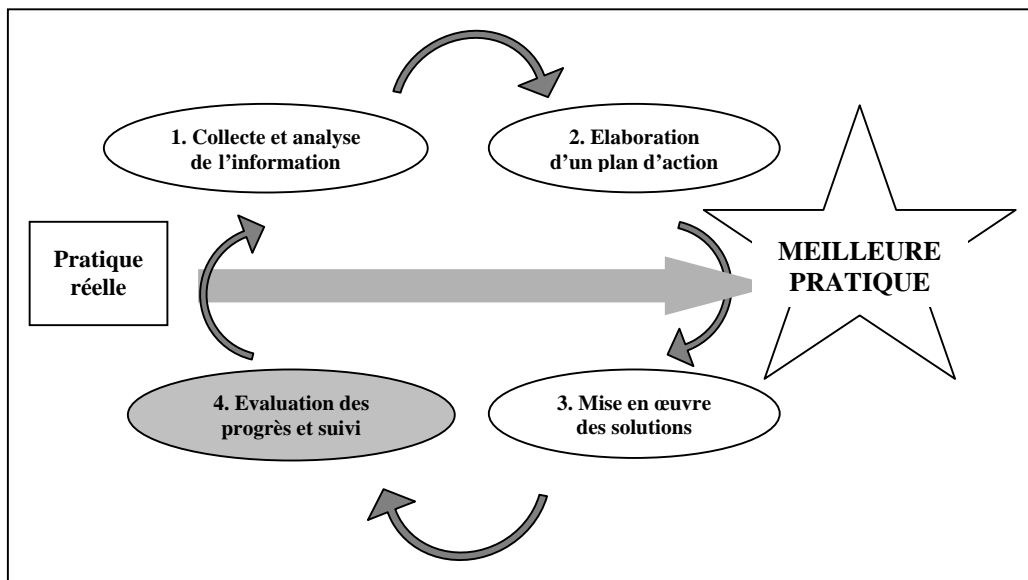 1. Collecte et analyse
de l’information
2. Elaboration
d’un plan d’action
Pratique
réelle
MEILLEURE
PRATIQUE
4. Evaluation des
progrès et suivi
3. Mise en œuvre
des solutions